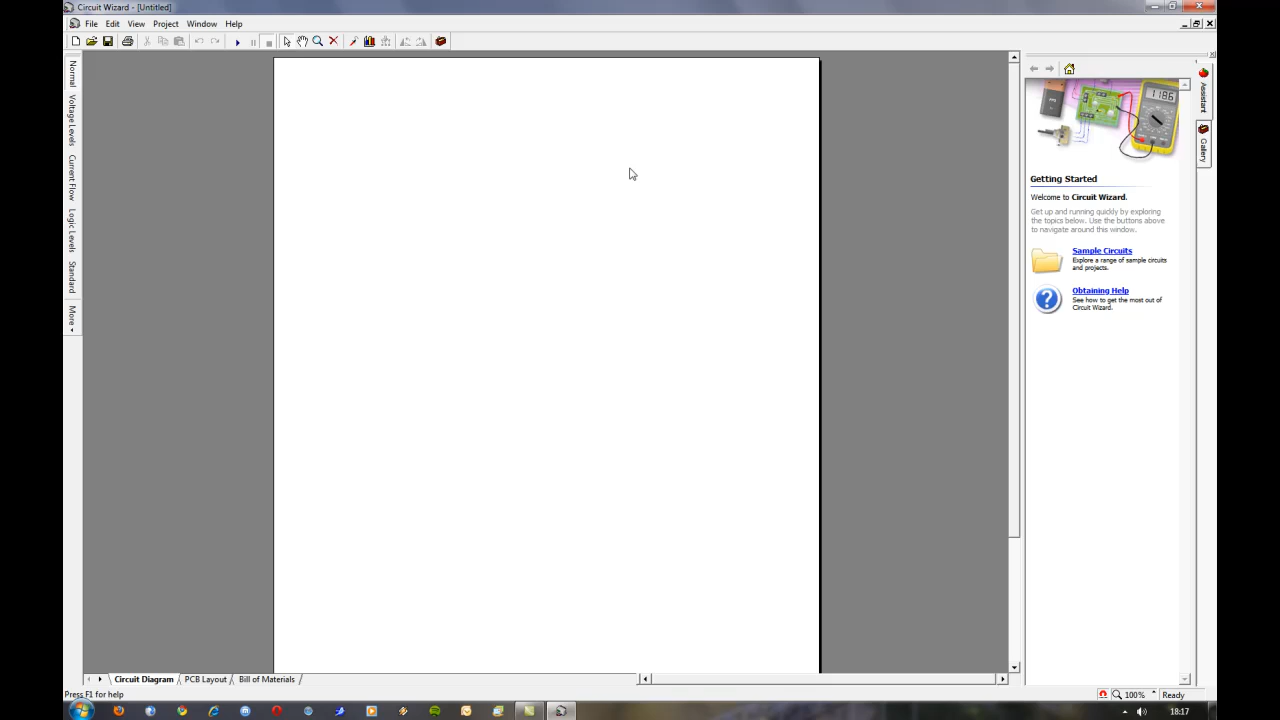 Circuit Wizard - [Untitled]
File Edit View Project Window Help
Normal
Voltage Levels
Current Flow
Logic Levels
Standard
More
1186
Assistant
Gallery
Getting Started
Welcome to Circuit Wizard.
Get up and running quickly by exploring
the topics below. Use the buttons above
to navigate around this window.
Sample Circuits
Explore a range of sample circuits
and projects.
Obtaining Help
See how to get the most out of
Circuit Wizard.
Circuit Diagram PCB Layout Bill of Materials
Press F1 for help
100% Ready
18:17